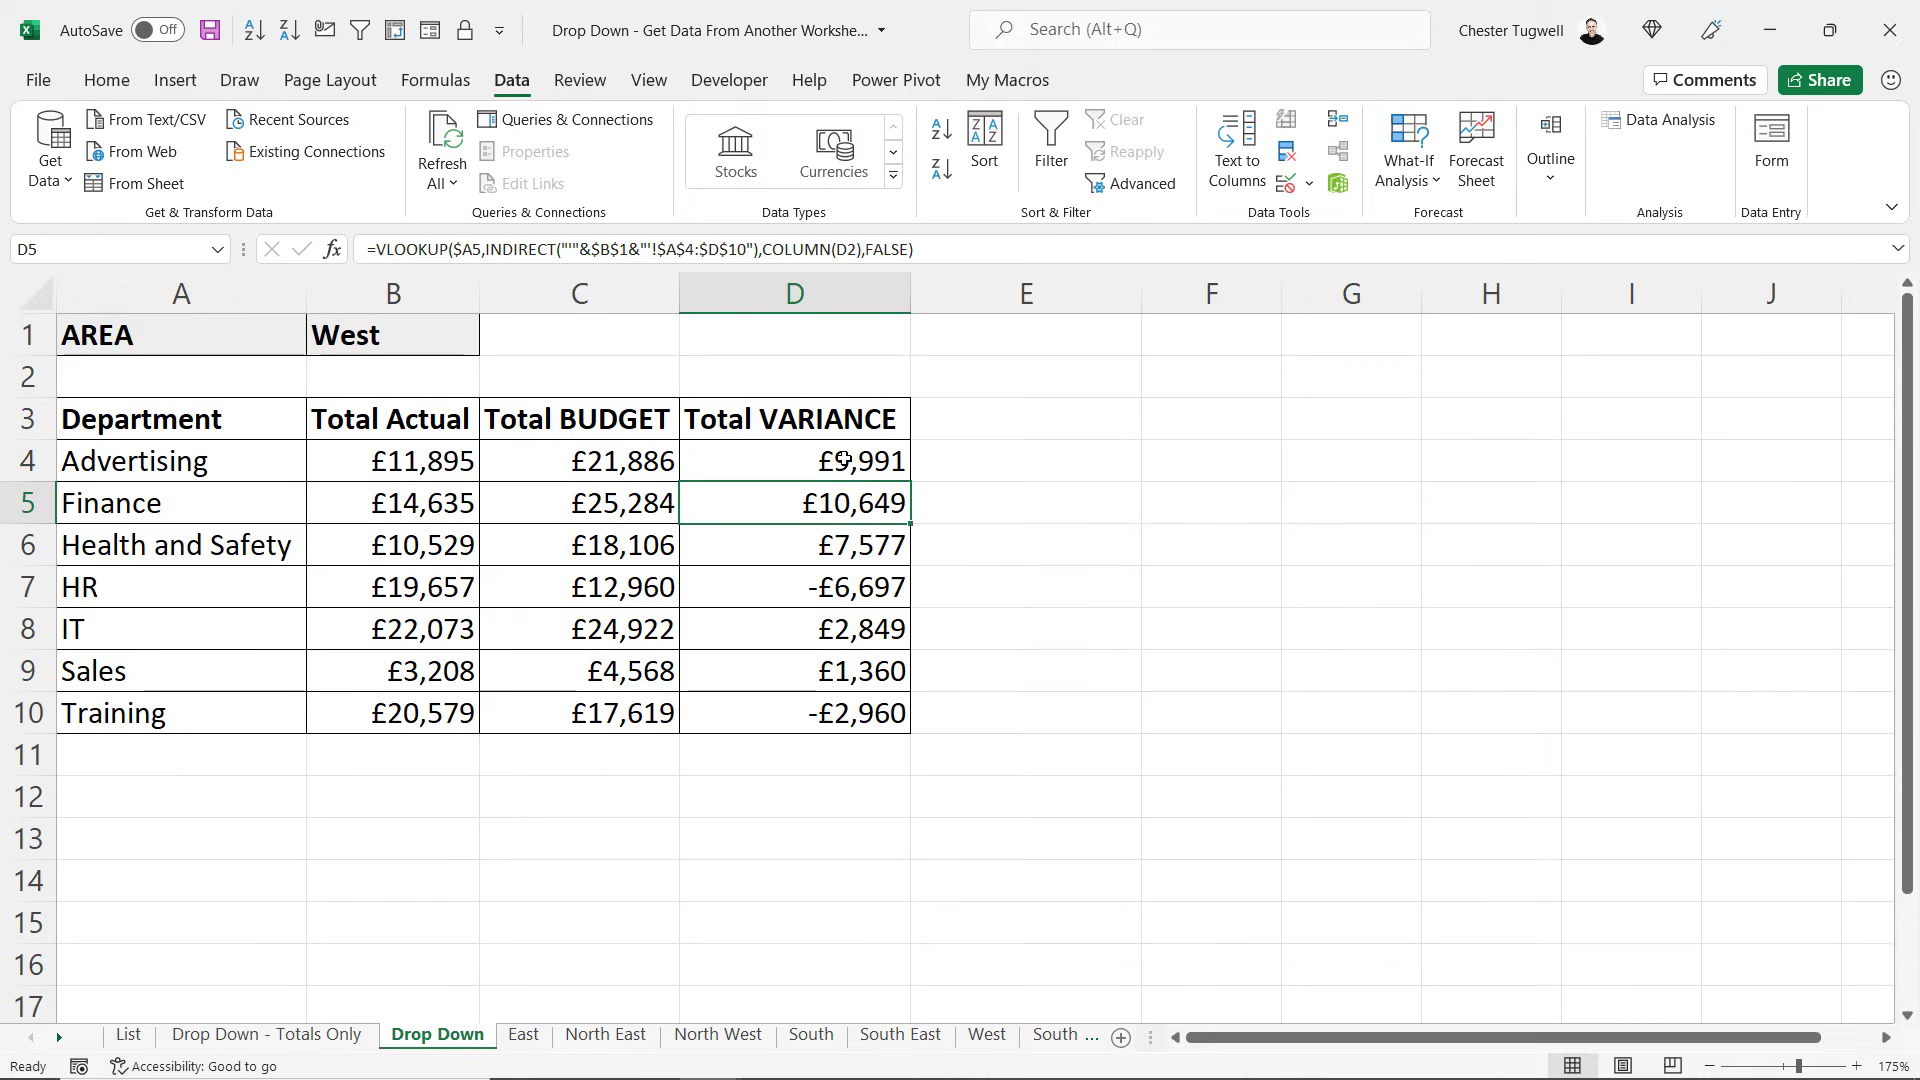 AutoSave Off
Drop Down - Get Data From Another Workshe...
Search (Alt+Q)
Chester Tugwell
File Home Insert Draw Page Layout Formulas Data Review View Developer Help Power Pivot My Macros
Comments Share
Get Data
From Text/CSV
From Web
From Sheet
Recent Sources
Existing Connections
Get & Transform Data
Refresh All
Queries & Connections
Properties
Edit Links
Queries & Connections
Stocks
Currencies
Data Types
Sort
Filter
Clear
Reapply
Advanced
Sort & Filter
Text to Columns
Data Tools
What-If Analysis
Forecast Sheet
Forecast
Outline
Data Analysis
Analysis
Form
Data Entry
D5 fx =VLOOKUP($A5,INDIRECT("'"&$B$1&"'!$A$4:$D$10"),COLUMN(D2),FALSE)
A B C D E F G H I J
1 AREA West
2
3 Department Total Actual Total BUDGET Total VARIANCE
4 Advertising £11,895 £21,886 £9,991
5 Finance £14,635 £25,284 £10,649
6 Health and Safety £10,529 £18,106 £7,577
7 HR £19,657 £12,960 -£6,697
8 IT £22,073 £24,922 £2,849
9 Sales £3,208 £4,568 £1,360
10 Training £20,579 £17,619 -£2,960
11
12
13
14
15
16
17
List Drop Down - Totals Only Drop Down East North East North West South South East West South ...
Ready Accessibility: Good to go 175%